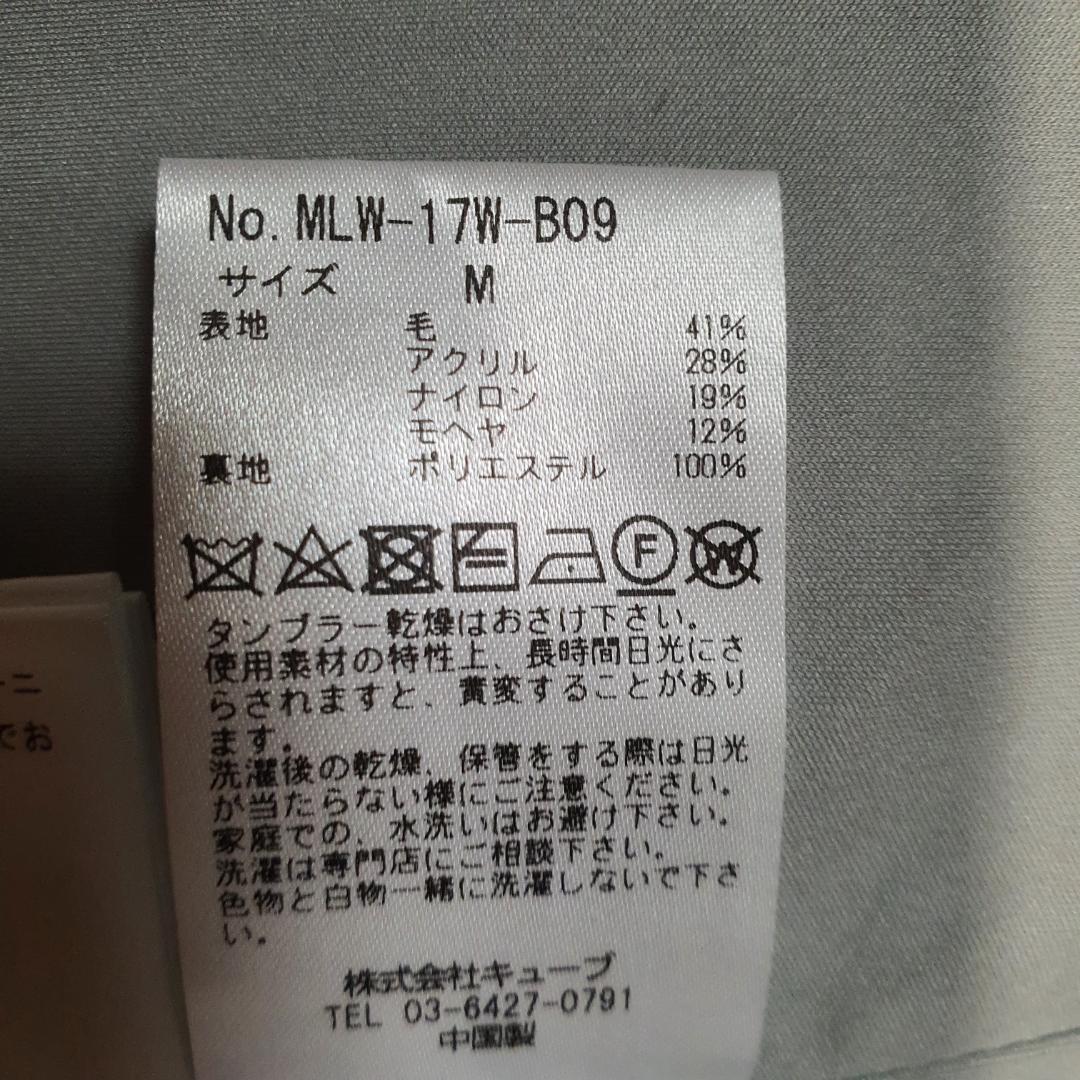 No. MLW-17W-B09
サイズ M
表地 毛 41%
アクリル 28%
ナイロン 19%
モヘヤ 12%
裏地 ポリエステル 100%
F W
タンブラー乾燥はおさけ下さい。
使用素材の特性上、長時間日光にさ
らされますと、黄変することがあり
ます。
洗濯後の乾燥、保管をする際は日光
が当たらない様にご注意ください。
家庭での、水洗いはお避け下さい。
洗濯は専門店にご相談下さい。
色物と白物一緒に洗濯しないで下さ
い。
株式会社キューブ
TEL 03-6427-0791
中国製
ーニ
でお